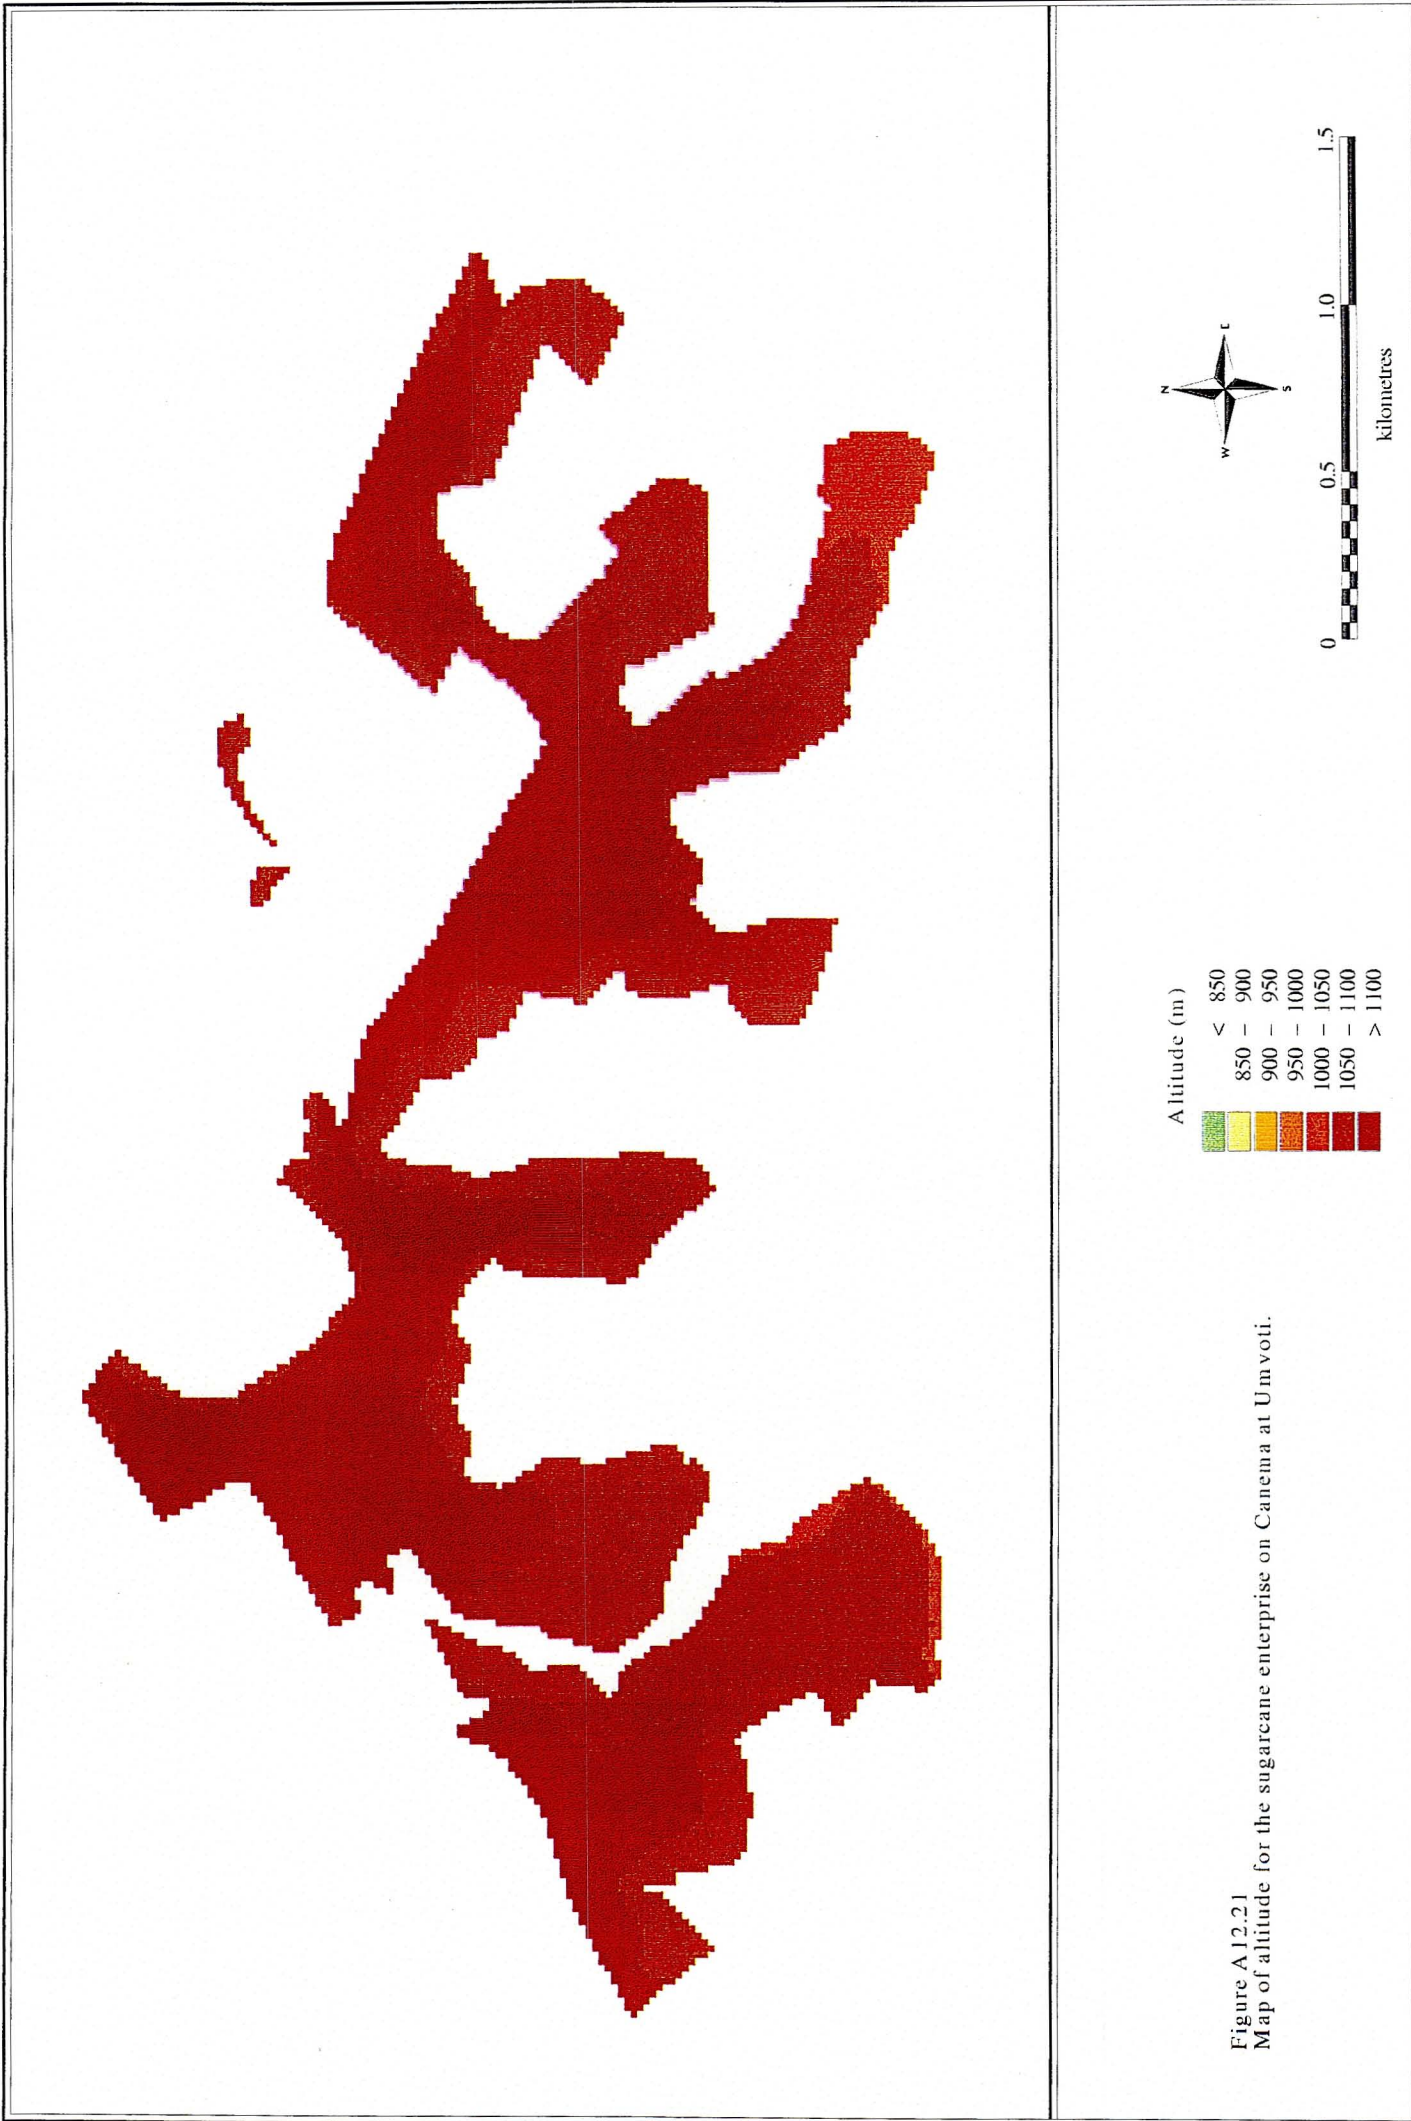 Figure A12.21
Map of altitude for the sugarcane enterprise on Canema at Umvoti.
Altitude (m)
< 850
850 – 900
900 – 950
950 – 1000
1000 – 1050
1050 – 1100
> 1100
N
W
E
S
0 0.5 1.0 1.5
kilometres